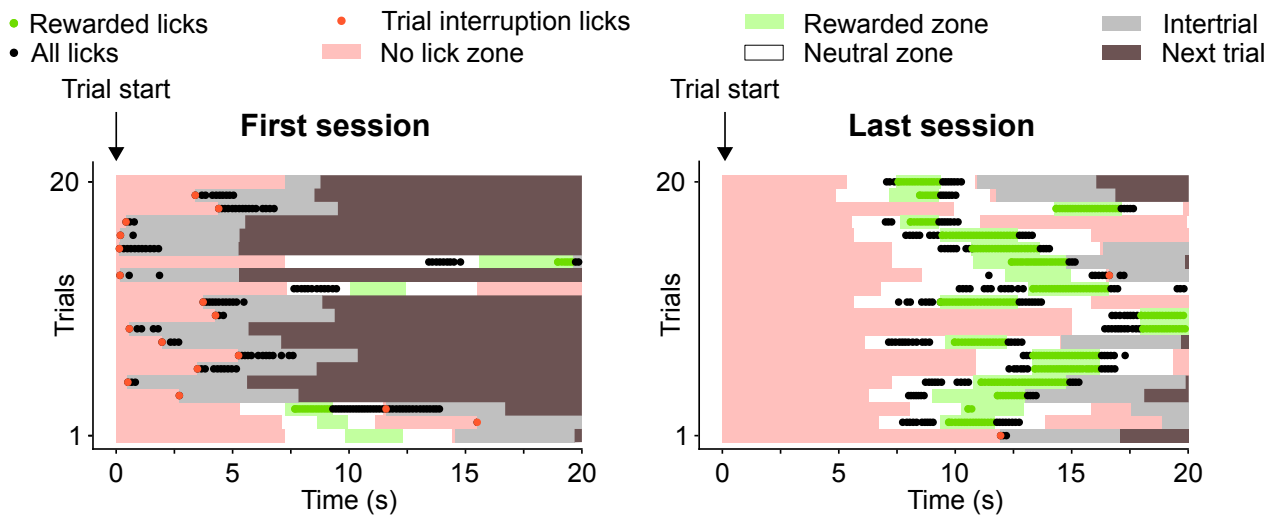 Rewarded licks
Trial interruption licks
Rewarded zone
Intertrial
All licks
No lick zone
Neutral zone
Next trial
Trial start
Trial start
First session
Last session
20
Trials
1
0
5
10
15
20
Time (s)
20
Trials
1
0
5
10
15
20
Time (s)